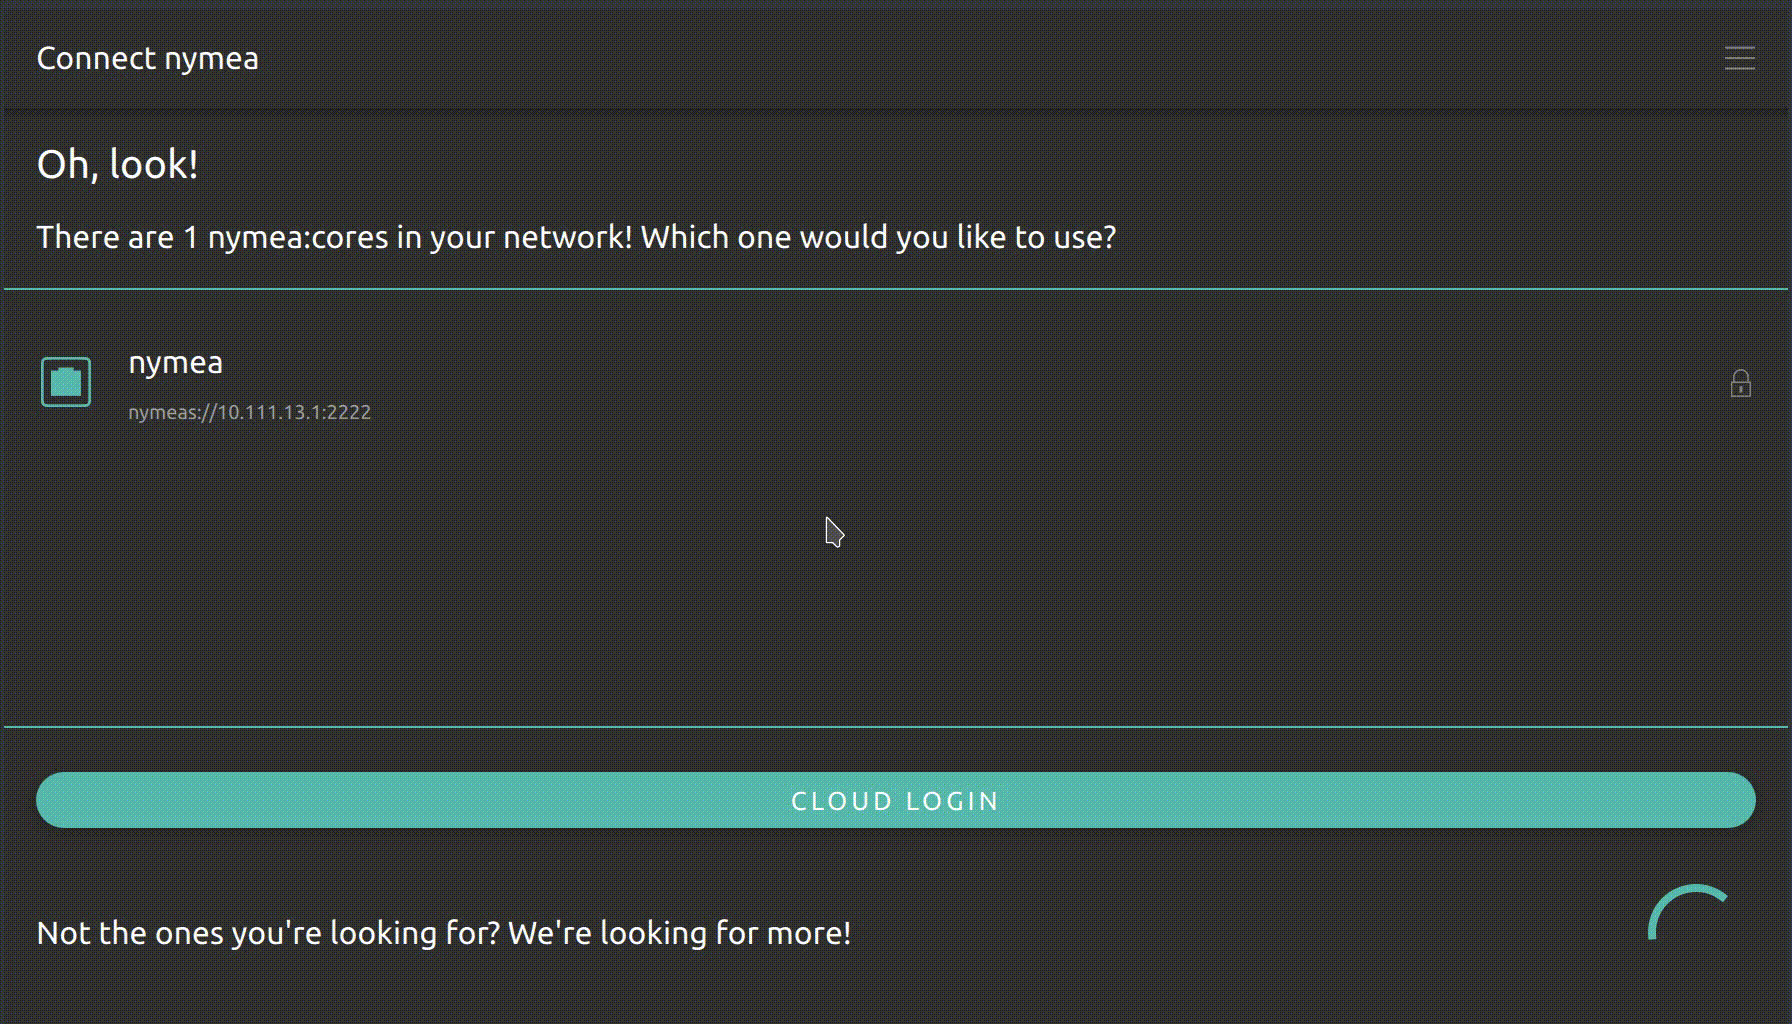 Connect nymea
Oh, look!
There are 1 nymea:cores in your network! Which one would you like to use?
nymea
nymeas://10.111.13.1:2222
CLOUD LOGIN
Not the ones you're looking for? We're looking for more!